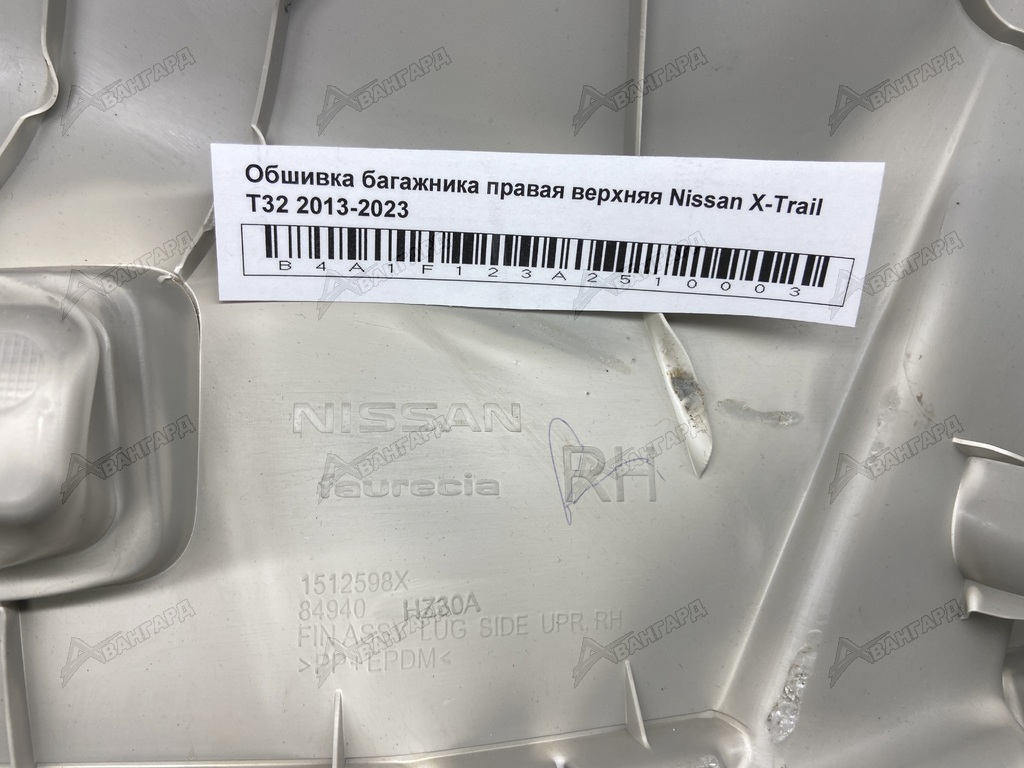 Обшивка багажника правая верхняя Nissan X-Trail
T32 2013-2023
B4A1F123A2510003
NISSAN
faurecia
RH
1512598X
84940 HZ30A
FIN ASSY-LUG SIDE UPR, RH
>PP+EPDM<
АВАНГАРД